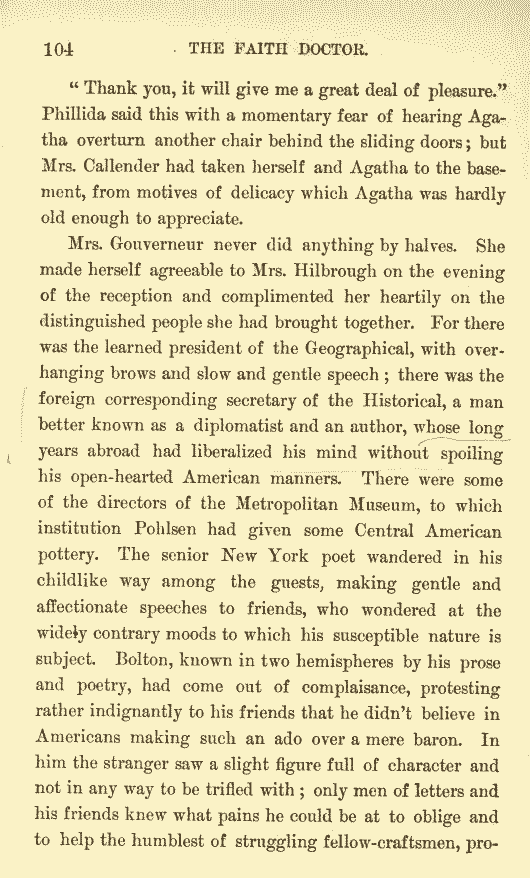 104 THE FAITH DOCTOR.
“ Thank you, it will give me a great deal of pleasure.”
Phillida said this with a momentary fear of hearing Aga-
tha overturn another chair behind the sliding doors; but
Mrs. Callender had taken herself and Agatha to the base-
ment, from motives of delicacy which Agatha was hardly
old enough to appreciate.
Mrs. Gouverneur never did anything by halves. She
made herself agreeable to Mrs. Hilbrough on the evening
of the reception and complimented her heartily on the
distinguished people she had brought together. For there
was the learned president of the Geographical, with over-
hanging brows and slow and gentle speech ; there was the
foreign corresponding secretary of the Historical, a man
better known as a diplomatist and an author, whose long
years abroad had liberalized his mind without spoiling
his open-hearted American manners. There were some
of the directors of the Metropolitan Museum, to which
institution Pohlsen had given some Central American
pottery. The senior New York poet wandered in his
childlike way among the guests, making gentle and
affectionate speeches to friends, who wondered at the
widely contrary moods to which his susceptible nature is
subject. Bolton, known in two hemispheres by his prose
and poetry, had come out of complaisance, protesting
rather indignantly to his friends that he didn’t believe in
Americans making such an ado over a mere baron. In
him the stranger saw a slight figure full of character and
not in any way to be trifled with ; only men of letters and
his friends knew what pains he could be at to oblige and
to help the humblest of struggling fellow-craftsmen, pro-